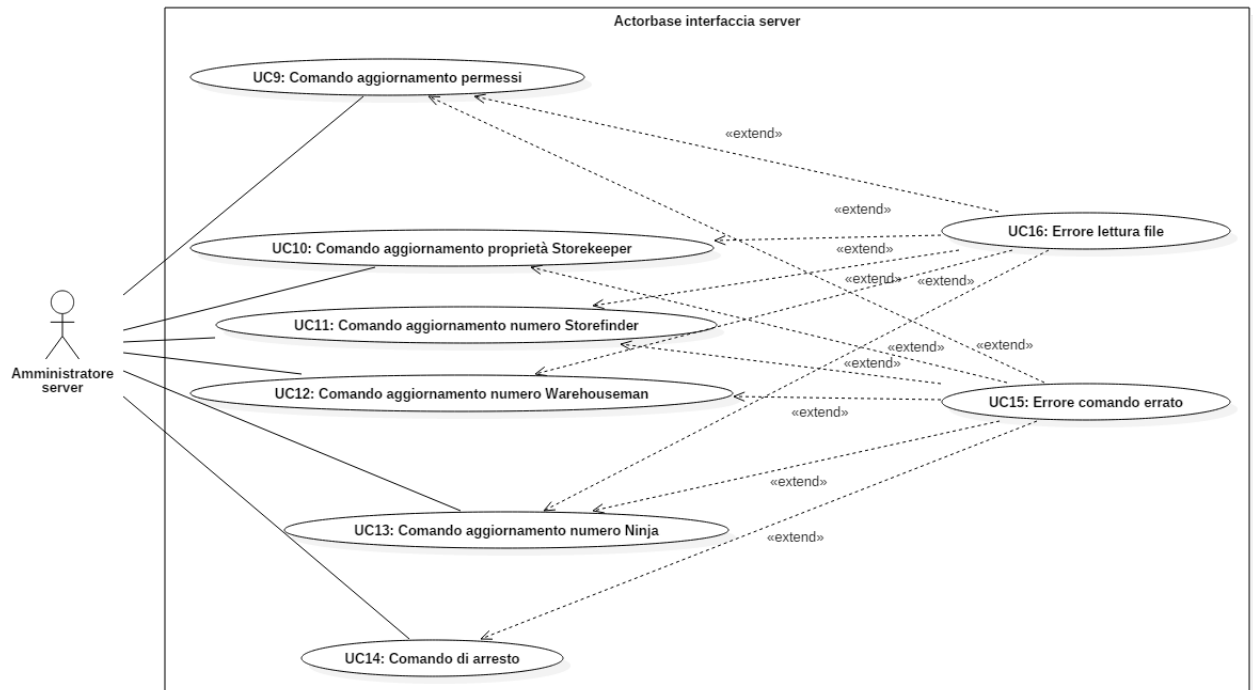 Actorbase interfaccia server
UC9: Comando aggiornamento permessi
«extend»
«extend»
UC10: Comando aggiornamento proprietà Storekeeper
UC16: Errore lettura file
«extend»
«extend»
«extend»
UC11: Comando aggiornamento numero Storefinder
«extend»
«extend»
«extend»
Amministratore
server
UC12: Comando aggiornamento numero Warehouseman
UC15: Errore comando errato
«extend»
«extend»
UC13: Comando aggiornamento numero Ninja
«extend»
UC14: Comando di arresto